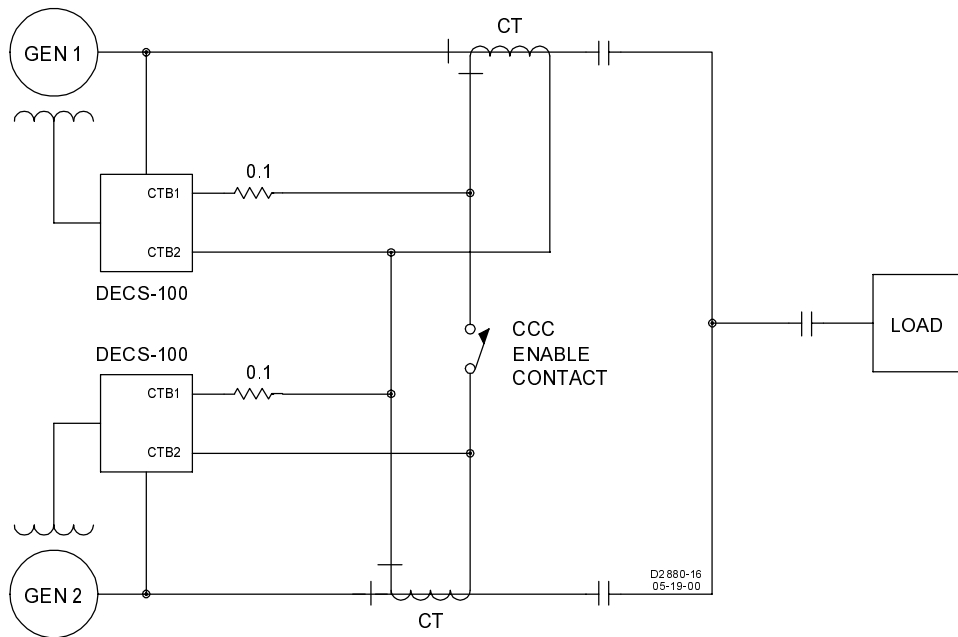 CT
GEN 1
0.1
CTB1
CTB2
DECS-100
CCC
ENABLE
CONTACT
LOAD
DECS-100
0.1
CTB1
CTB2
D2880-16
05-19-00
GEN 2
CT